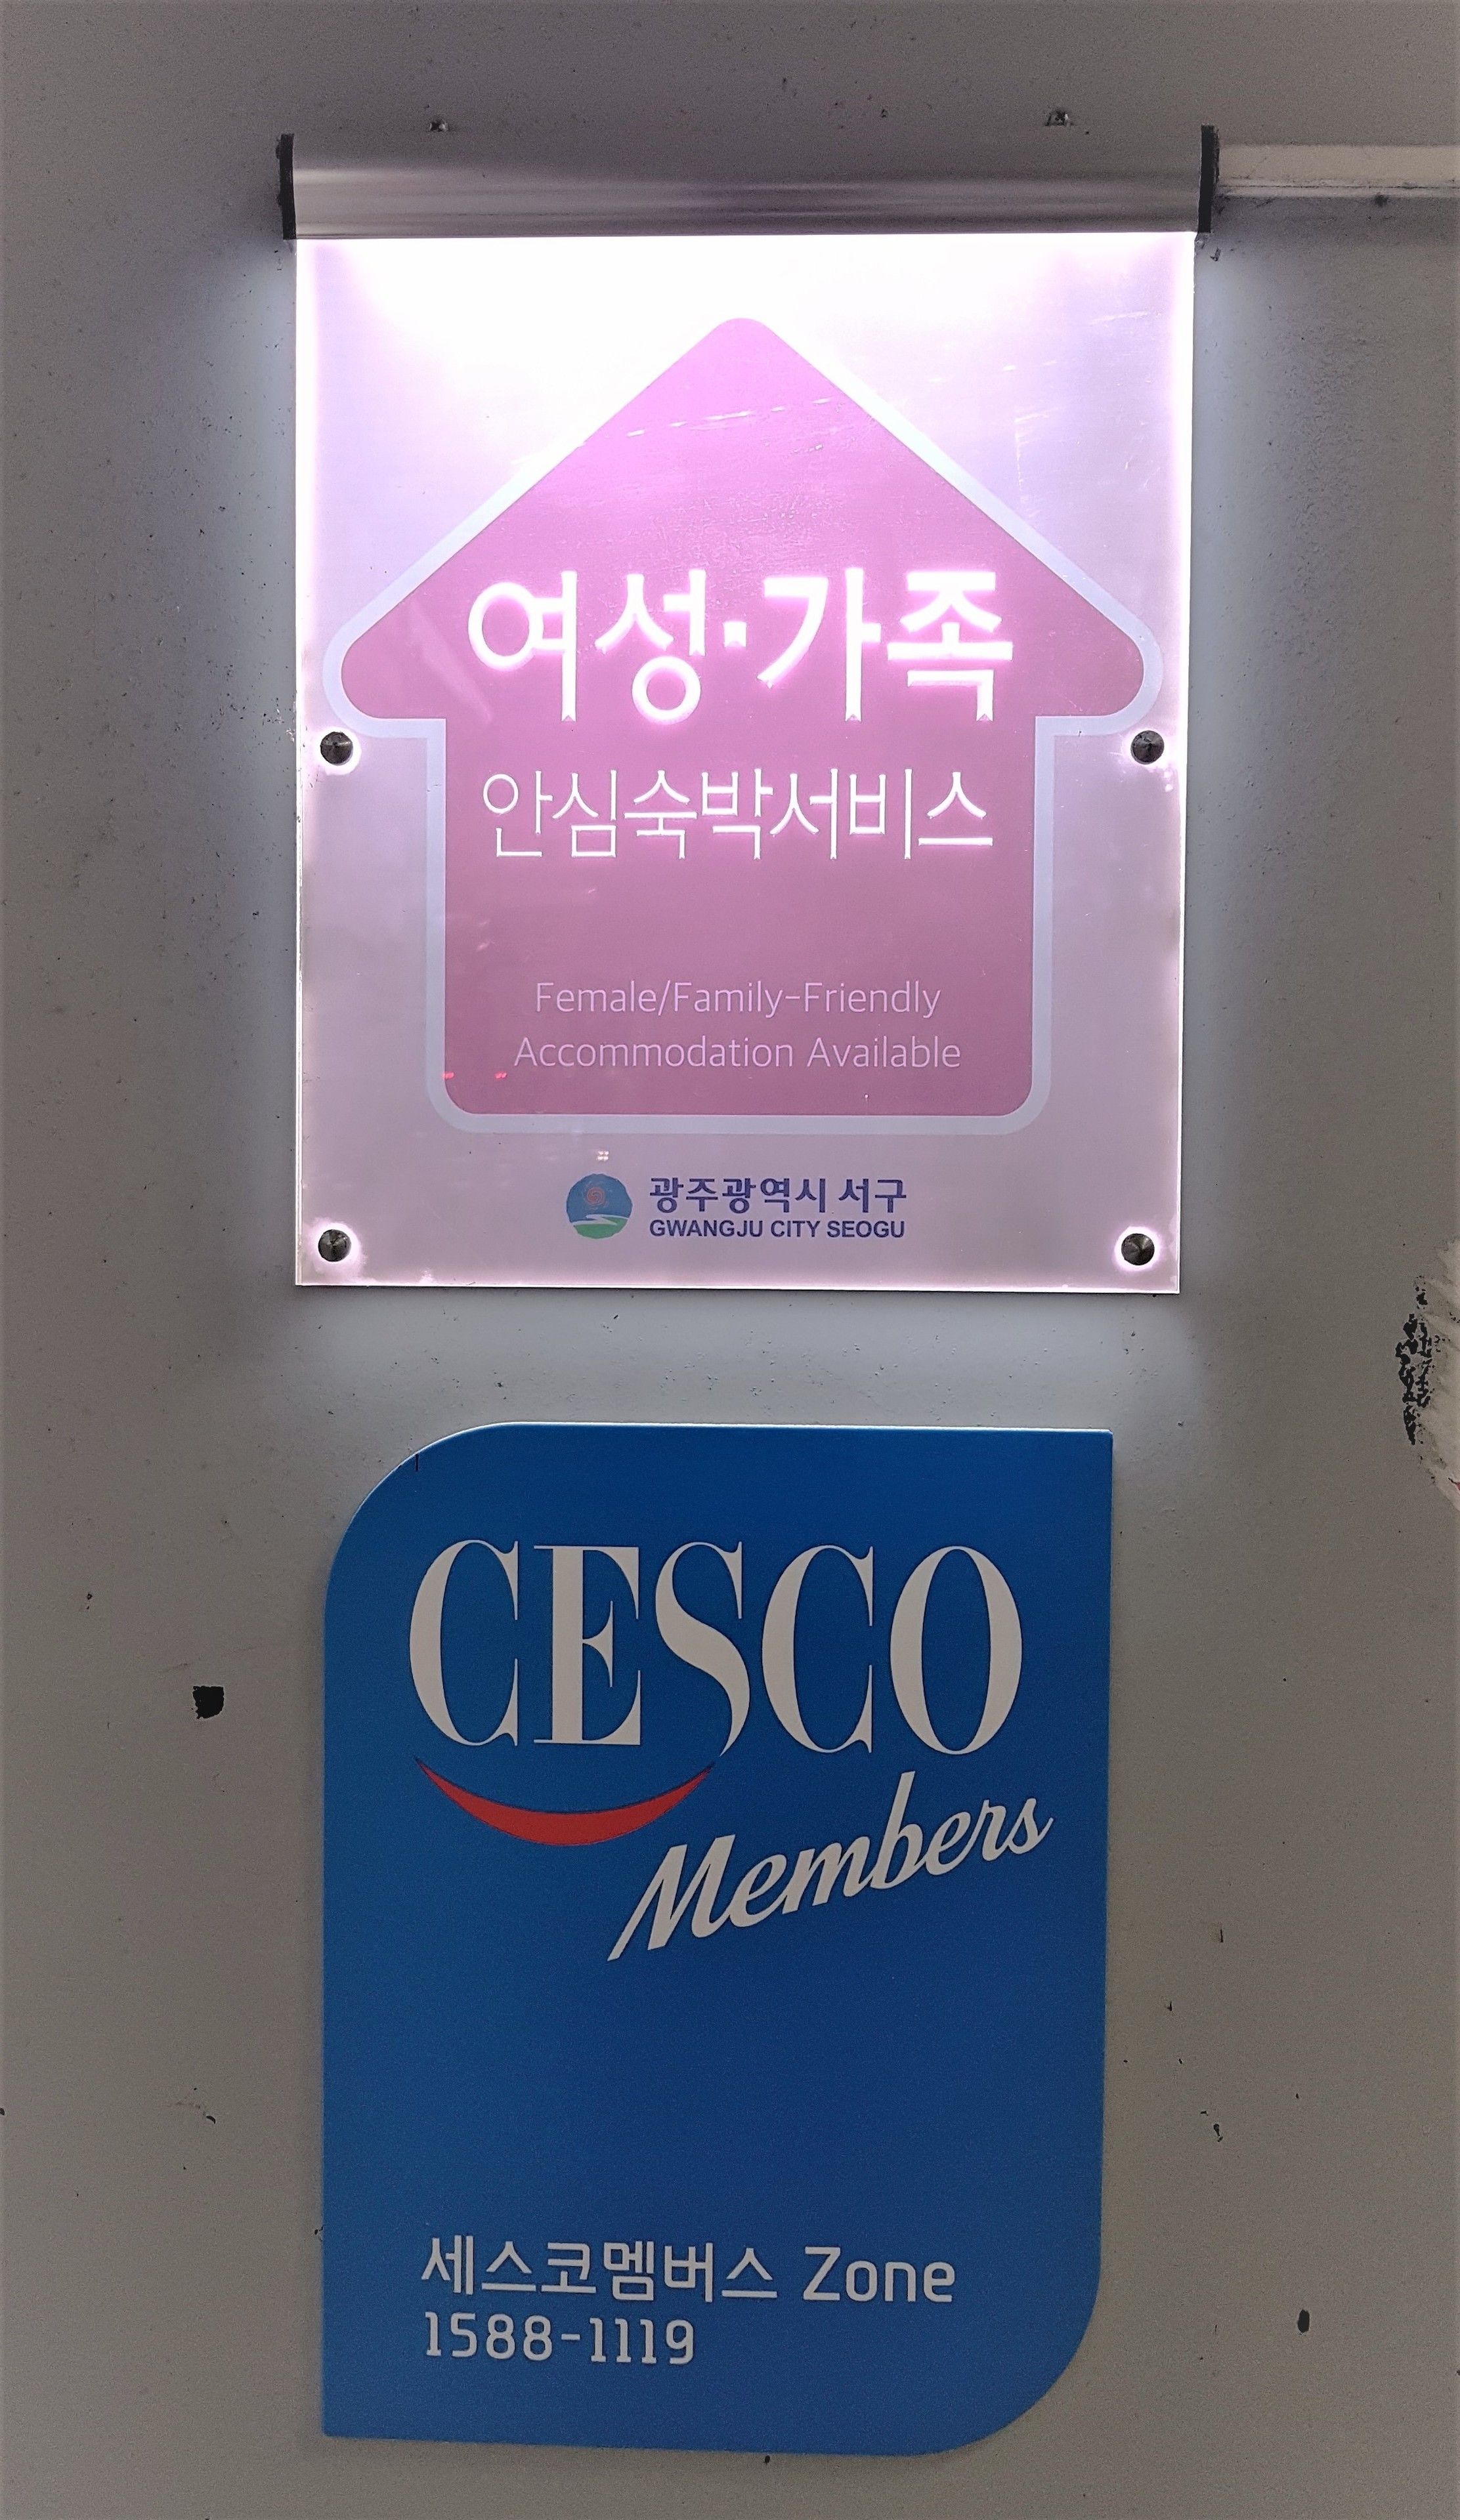 여성·가족
안심숙박서비스
Female/Family-Friendly
Accommodation Available
광주광역시 서구
GWANGJU CITY SEOGU
CESCO
Members
세스코멤버스 Zone
1588-1119